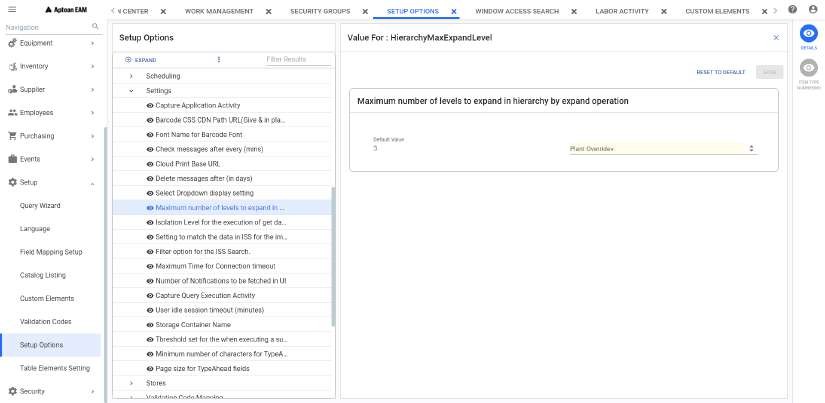 Aptean EAM
CENTER
WORK MANAGEMENT
SECURITY GROUPS
SETUP OPTIONS
WINDOW ACCESS SEARCH
LABOR ACTIVITY
CUSTOM ELEMENTS
Navigation
Equipment
Inventory
Supplier
Employees
Purchasing
Events
Setup
Query Wizard
Language
Field Mapping Setup
Catalog Listing
Custom Elements
Validation Codes
Setup Options
Table Elements Setting
Security
Setup Options
EXPAND
Filter Results
Scheduling
Settings
Capture Application Activity
Barcode CSS CDN Path URL(Give & in pla...
Font Name for Barcode Font
Check messages after every (mins)
Cloud Print Base URL
Delete messages after (in days)
Select Dropdown display setting
Maximum number of levels to expand in ...
Isolation Level for the execution of get da...
Setting to match the data in ISS for the im...
Filter option for the ISS Search.
Maximum Time for Connection timeout
Number of Notifications to be fetched in UI
Capture Query Execution Activity
User idle session timeout (minutes)
Storage Container Name
Threshold set for the when executing a su...
Minimum number of characters for TypeA...
Page size for TypeAhead fields
Stores
Validation Code Mapping
Value For : HierarchyMaxExpandLevel
RESET TO DEFAULT
SAVE
Maximum number of levels to expand in hierarchy by expand operation
Default Value
3
Plant Override
DETAILS